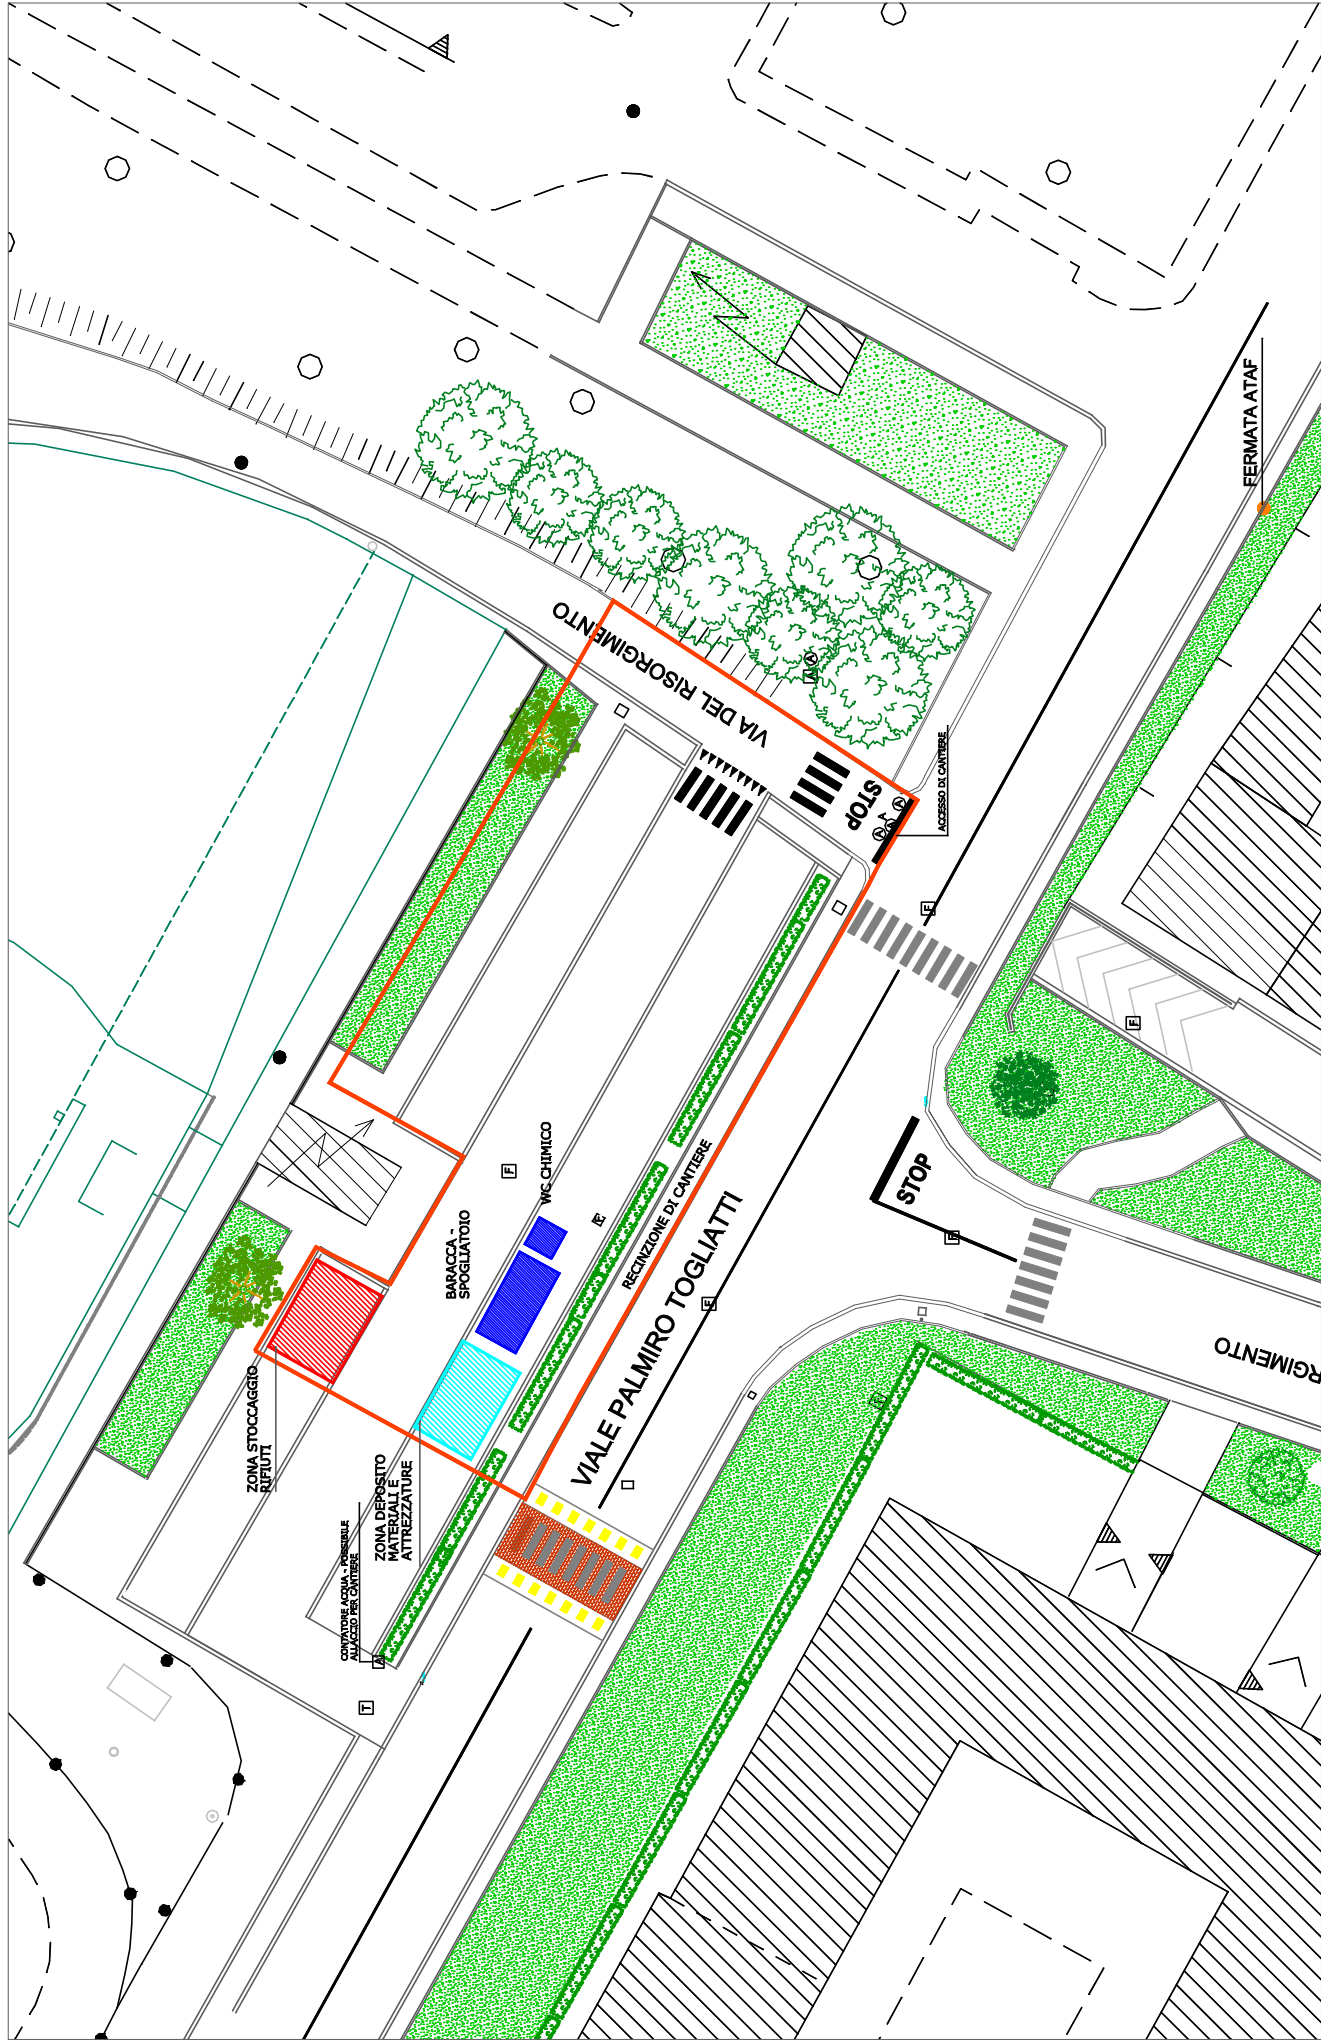 FERMATA ATAF
VIA DEL RISORGIMENTO
STOP
ACCESSO DI CANTIERE
A
A
A
A
A
A
F
F
WC CHIMICO
F
BARACCA -
SPOGLIATOIO
E
RECINZIONE DI CANTIERE
STOP
F
VIALE PALMIRO TOGLIATTI
F
RGIMENTO
ZONA STOCCAGGIO
RIFIUTI
ZONA DEPOSITO
MATERIALI E
ATTREZZATURE
CONTATORE ACQUA - POSSIBILE
ALLACCIO PER CANTIERE
A
T